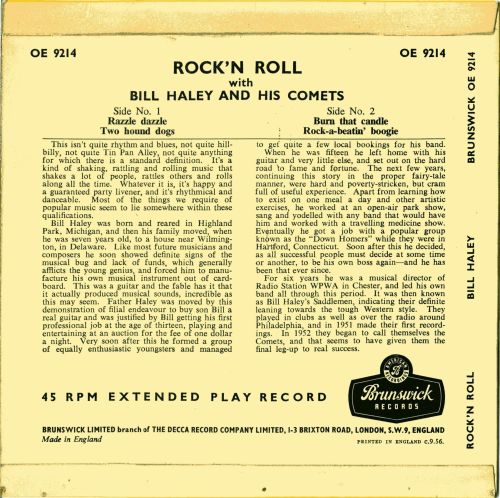 OE 9214
OE 9214
ROCK'N ROLL
with
BILL HALEY AND HIS COMETS
Side No. 1
Razzle dazzle
Two hound dogs
Side No. 2
Burn that candle
Rock-a-beatin' boogie
This isn't quite rhythm and blues, not quite hill-
billy, not quite Tin Pan Alley, not quite anything
for which there is a standard definition. It's a
kind of shaking, rattling and rolling music that
shakes a lot of people, rattles others and rolls
along all the time. Whatever it is, it's happy and
a guaranteed party livener, and it's rhythmical and
danceable. Most of the things we require of
popular music seem to lie somewhere within these
qualifications.
Bill Haley was born and reared in Highland
Park, Michigan, and then his family moved, when
he was seven years old, to a house near Wilming-
ton, in Delaware. Like most future musicians and
composers he soon showed definite signs of the
musical bug and lack of funds, which generally
afflicts the young genius, and forced him to manu-
facture his own musical instrument out of card-
board. This was a guitar and the fable has it that
it actually produced musical sounds, incredible as
this may seem. Father Haley was moved by this
demonstration of filial endeavour to buy son Bill a
real guitar and was justified by Bill getting his first
professional job at the age of thirteen, playing and
entertaining at an auction for the fee of one dollar
a night. Very soon after this he formed a group
of equally enthusiastic youngsters and managed
to get quite a few local bookings for his band.
When he was fifteen he left home with his
guitar and very little else, and set out on the hard
road to fame and fortune. The next few years,
continuing this story in the proper fairy-tale
manner, were hard and poverty-stricken, but cram
full of useful experience. Apart from learning how
to exist on one meal a day and other artistic
exercises, he worked at an open-air park show,
sang and yodelled with any band that would have
him and worked with a travelling medicine show.
Eventually he got a job with a popular group
known as the "Down Homers" while they were in
Hartford, Connecticut. Soon after this he decided,
as all successful people must decide at some time
or another, to be his own boss again—and he has
been that ever since.
For six years he was a musical director of
Radio Station WPWA in Chester, and led his own
band all through this period. It was then known
as Bill Haley's Saddlemen, indicating their definite
leaning towards the tough Western style. They
played in clubs as well as over the radio around
Philadelphia, and in 1951 made their first record-
ings. In 1952 they began to call themselves the
Comets, and that seems to have given them the
final leg-up to real success.
45 RPM EXTENDED PLAY RECORD
Brunswick
RECORDS
BRUNSWICK LIMITED branch of THE DECCA RECORD COMPANY LIMITED, 1-3 BRIXTON ROAD, LONDON, S.W.9, ENGLAND
Made in England
PRINTED IN ENGLAND c.9.56.
ROCK'N ROLL
BILL HALEY
BRUNSWICK OE 9214